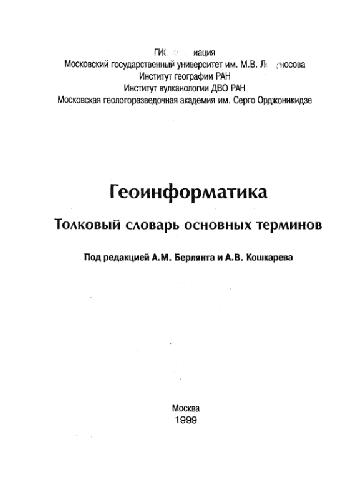 Московский государственный университет им. М.В.
Институт географии РАН
Институт вулканологии ДВО РАН
Московская геологоразведочная академия им. Серго Орджоникидзе
Геоинформатика
Толковый словарь основных терминов
Под редакцией А.М. Берлянта и А.В. Кошкарева
Москва
1999